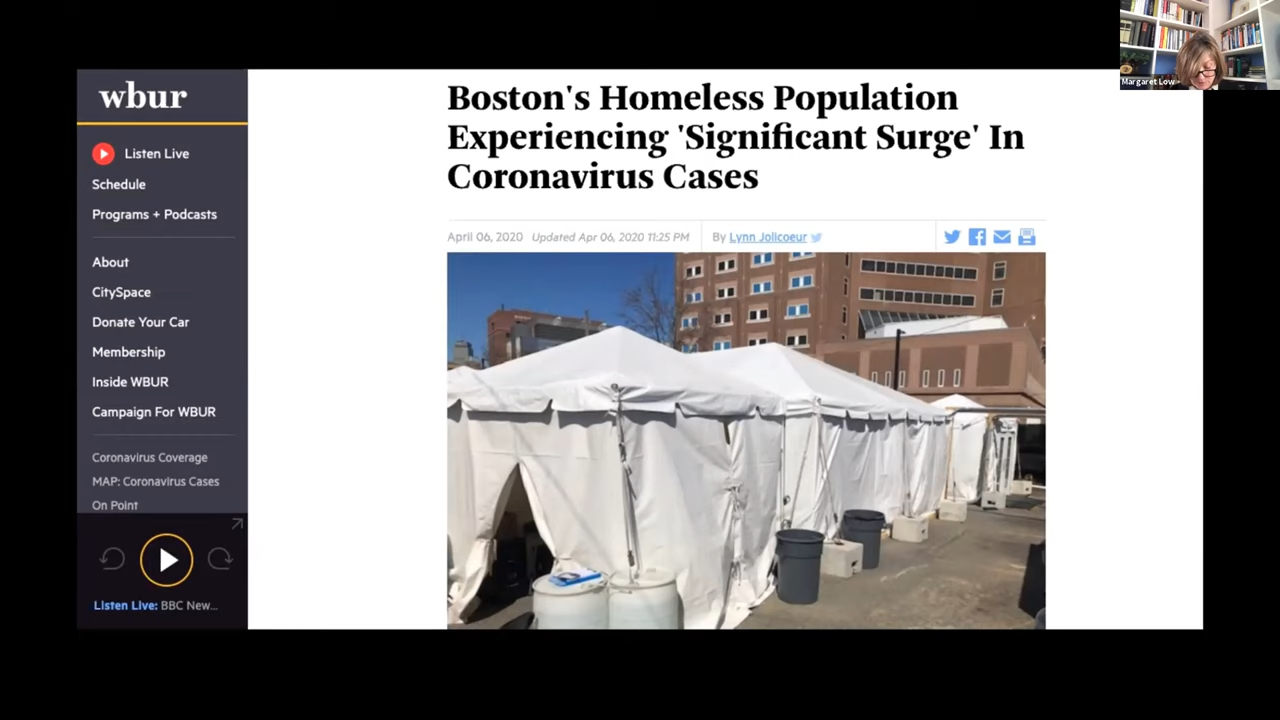 Margaret Low
wbur
Listen Live
Schedule
Programs + Podcasts
About
CitySpace
Donate Your Car
Membership
Inside WBUR
Campaign For WBUR
Coronavirus Coverage
MAP: Coronavirus Cases
On Point
Listen Live: BBC New...
Boston's Homeless Population
Experiencing 'Significant Surge' In
Coronavirus Cases
April 06, 2020 Updated Apr 06, 2020 11:25 PM
By Lynn Jolicoeur